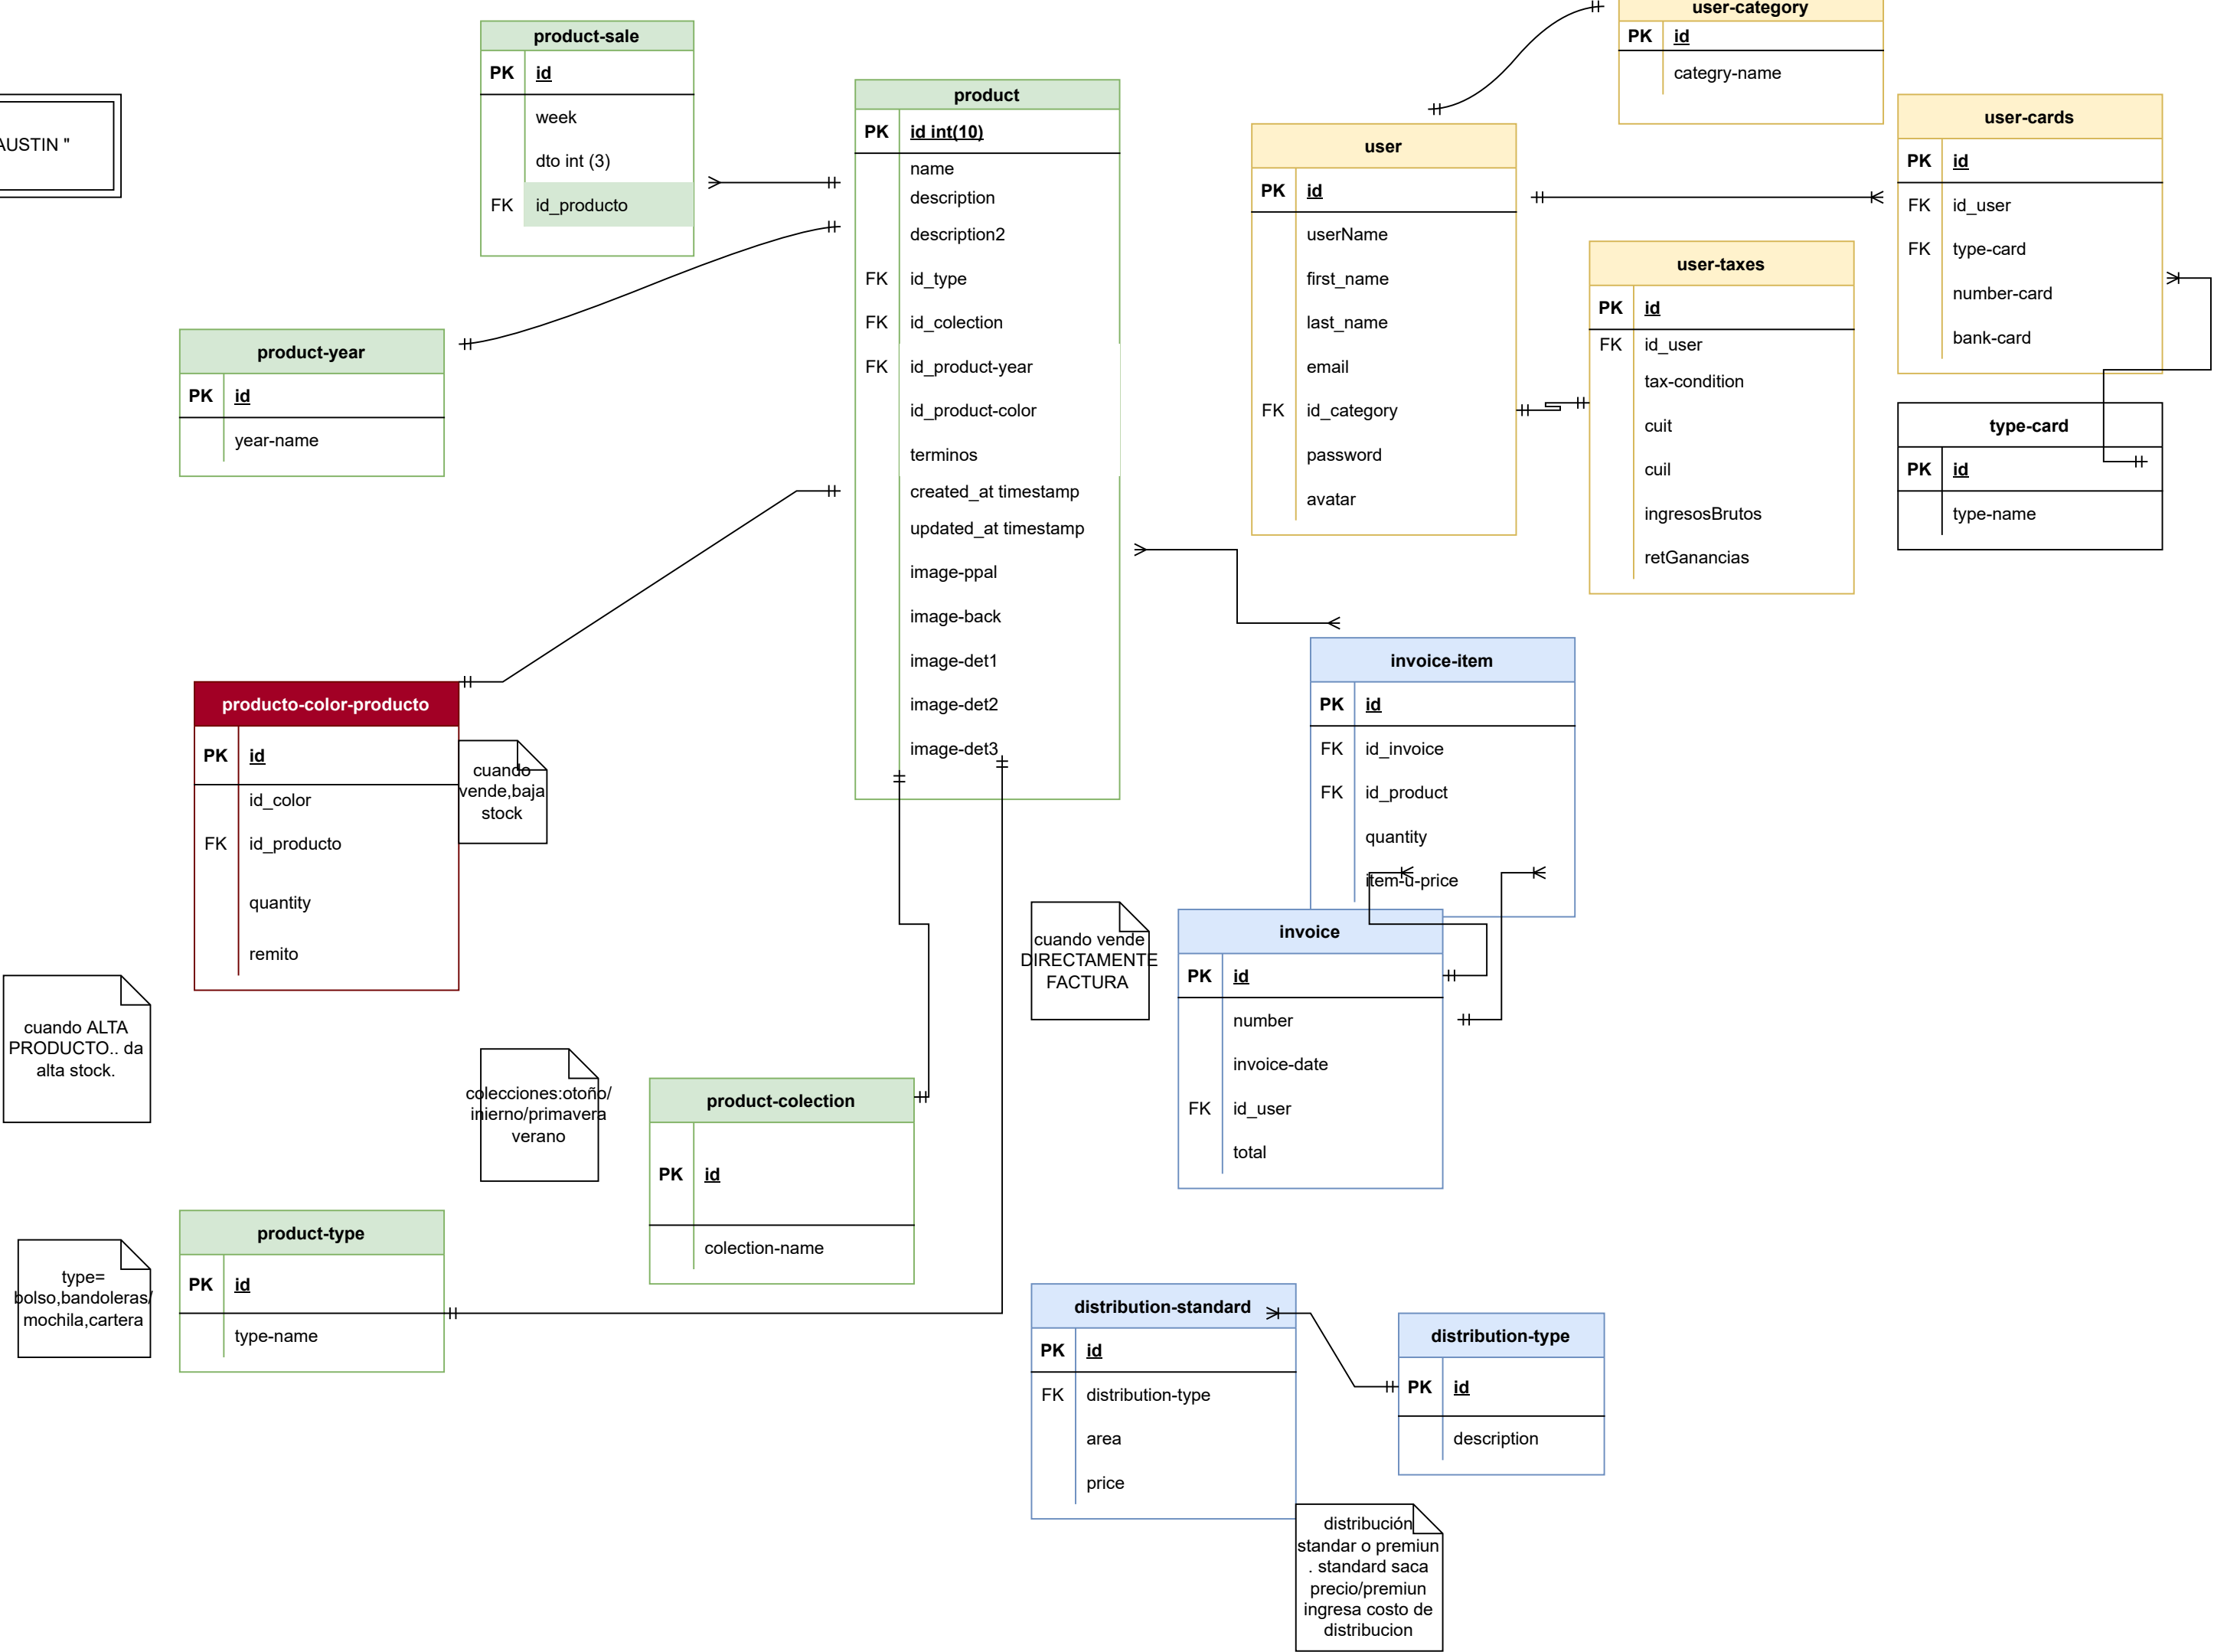 AUSTIN "
product-sale
PK id
week
dto int (3)
FK id_producto
product-year
PK id
year-name
product
PK id int(10)
name
description
description2
FK id_type
FK id_colection
FK id_product-year
id_product-color
terminos
created_at timestamp
updated_at timestamp
image-ppal
image-back
image-det1
image-det2
image-det3
user-category
PK id
categry-name
user
PK id
userName
first_name
last_name
email
FK id_category
password
avatar
user-cards
PK id
FK id_user
FK type-card
number-card
bank-card
user-taxes
PK id
FK id_user
tax-condition
cuit
cuil
ingresosBrutos
retGanancias
type-card
PK id
type-name
producto-color-producto
PK id
id_color
FK id_producto
quantity
remito
cuando
vende,baja
stock
invoice-item
PK id
FK id_invoice
FK id_product
quantity
item-u-price
cuando vende
DIRECTAMENTE
FACTURA
invoice
PK id
number
invoice-date
FK id_user
total
cuando ALTA
PRODUCTO.. da
alta stock.
colecciones:otoño/
inierno/primavera
verano
product-colection
PK id
colection-name
product-type
PK id
type-name
type=
bolso,bandoleras/
mochila,cartera
distribution-standard
PK id
FK distribution-type
area
price
distribution-type
PK id
description
distribución
standar o premiun
. standard saca
precio/premiun
ingresa costo de
distribucion